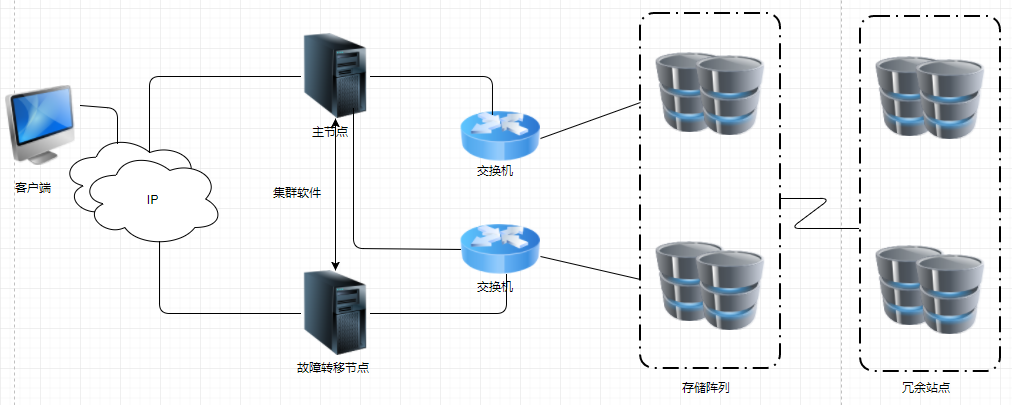 主节点
交换机
客户端
集群软件
IP
交换机
故障转移节点
存储阵列
冗余站点